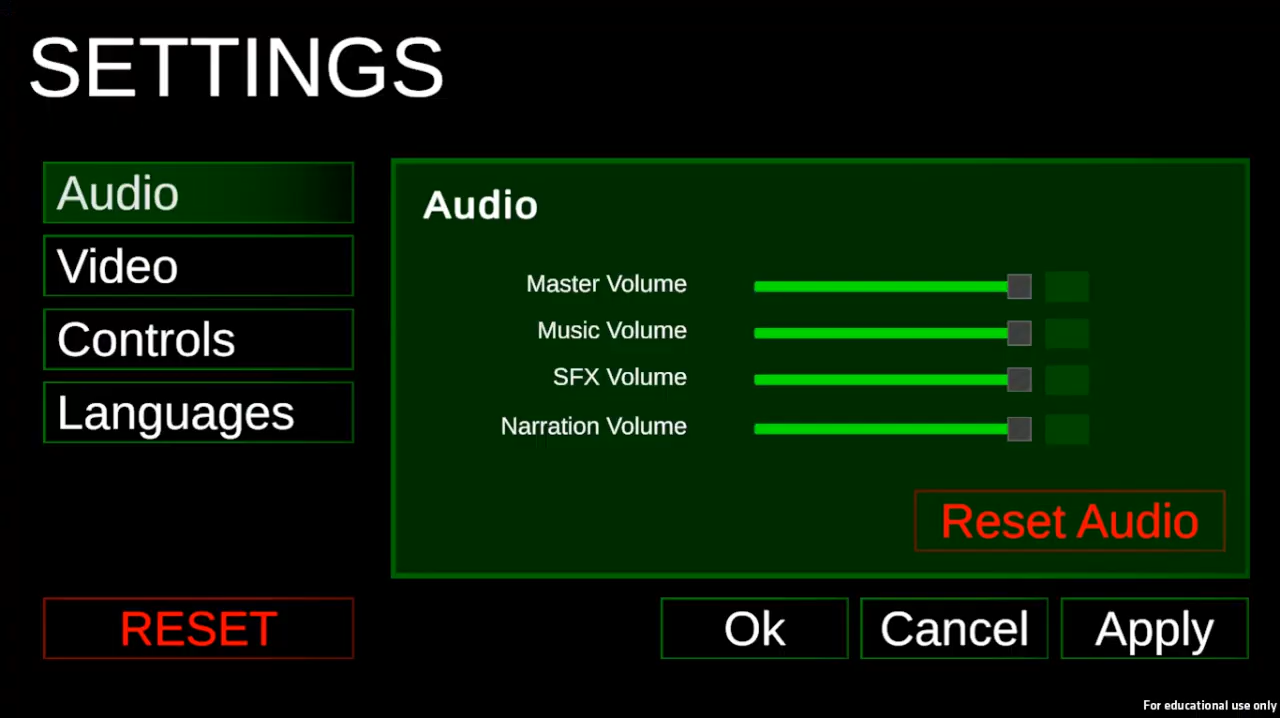 SETTINGS
Audio
Video
Controls
Languages
Audio
Master Volume
Music Volume
SFX Volume
Narration Volume
Reset Audio
RESET
Ok
Cancel
Apply
For educational use only